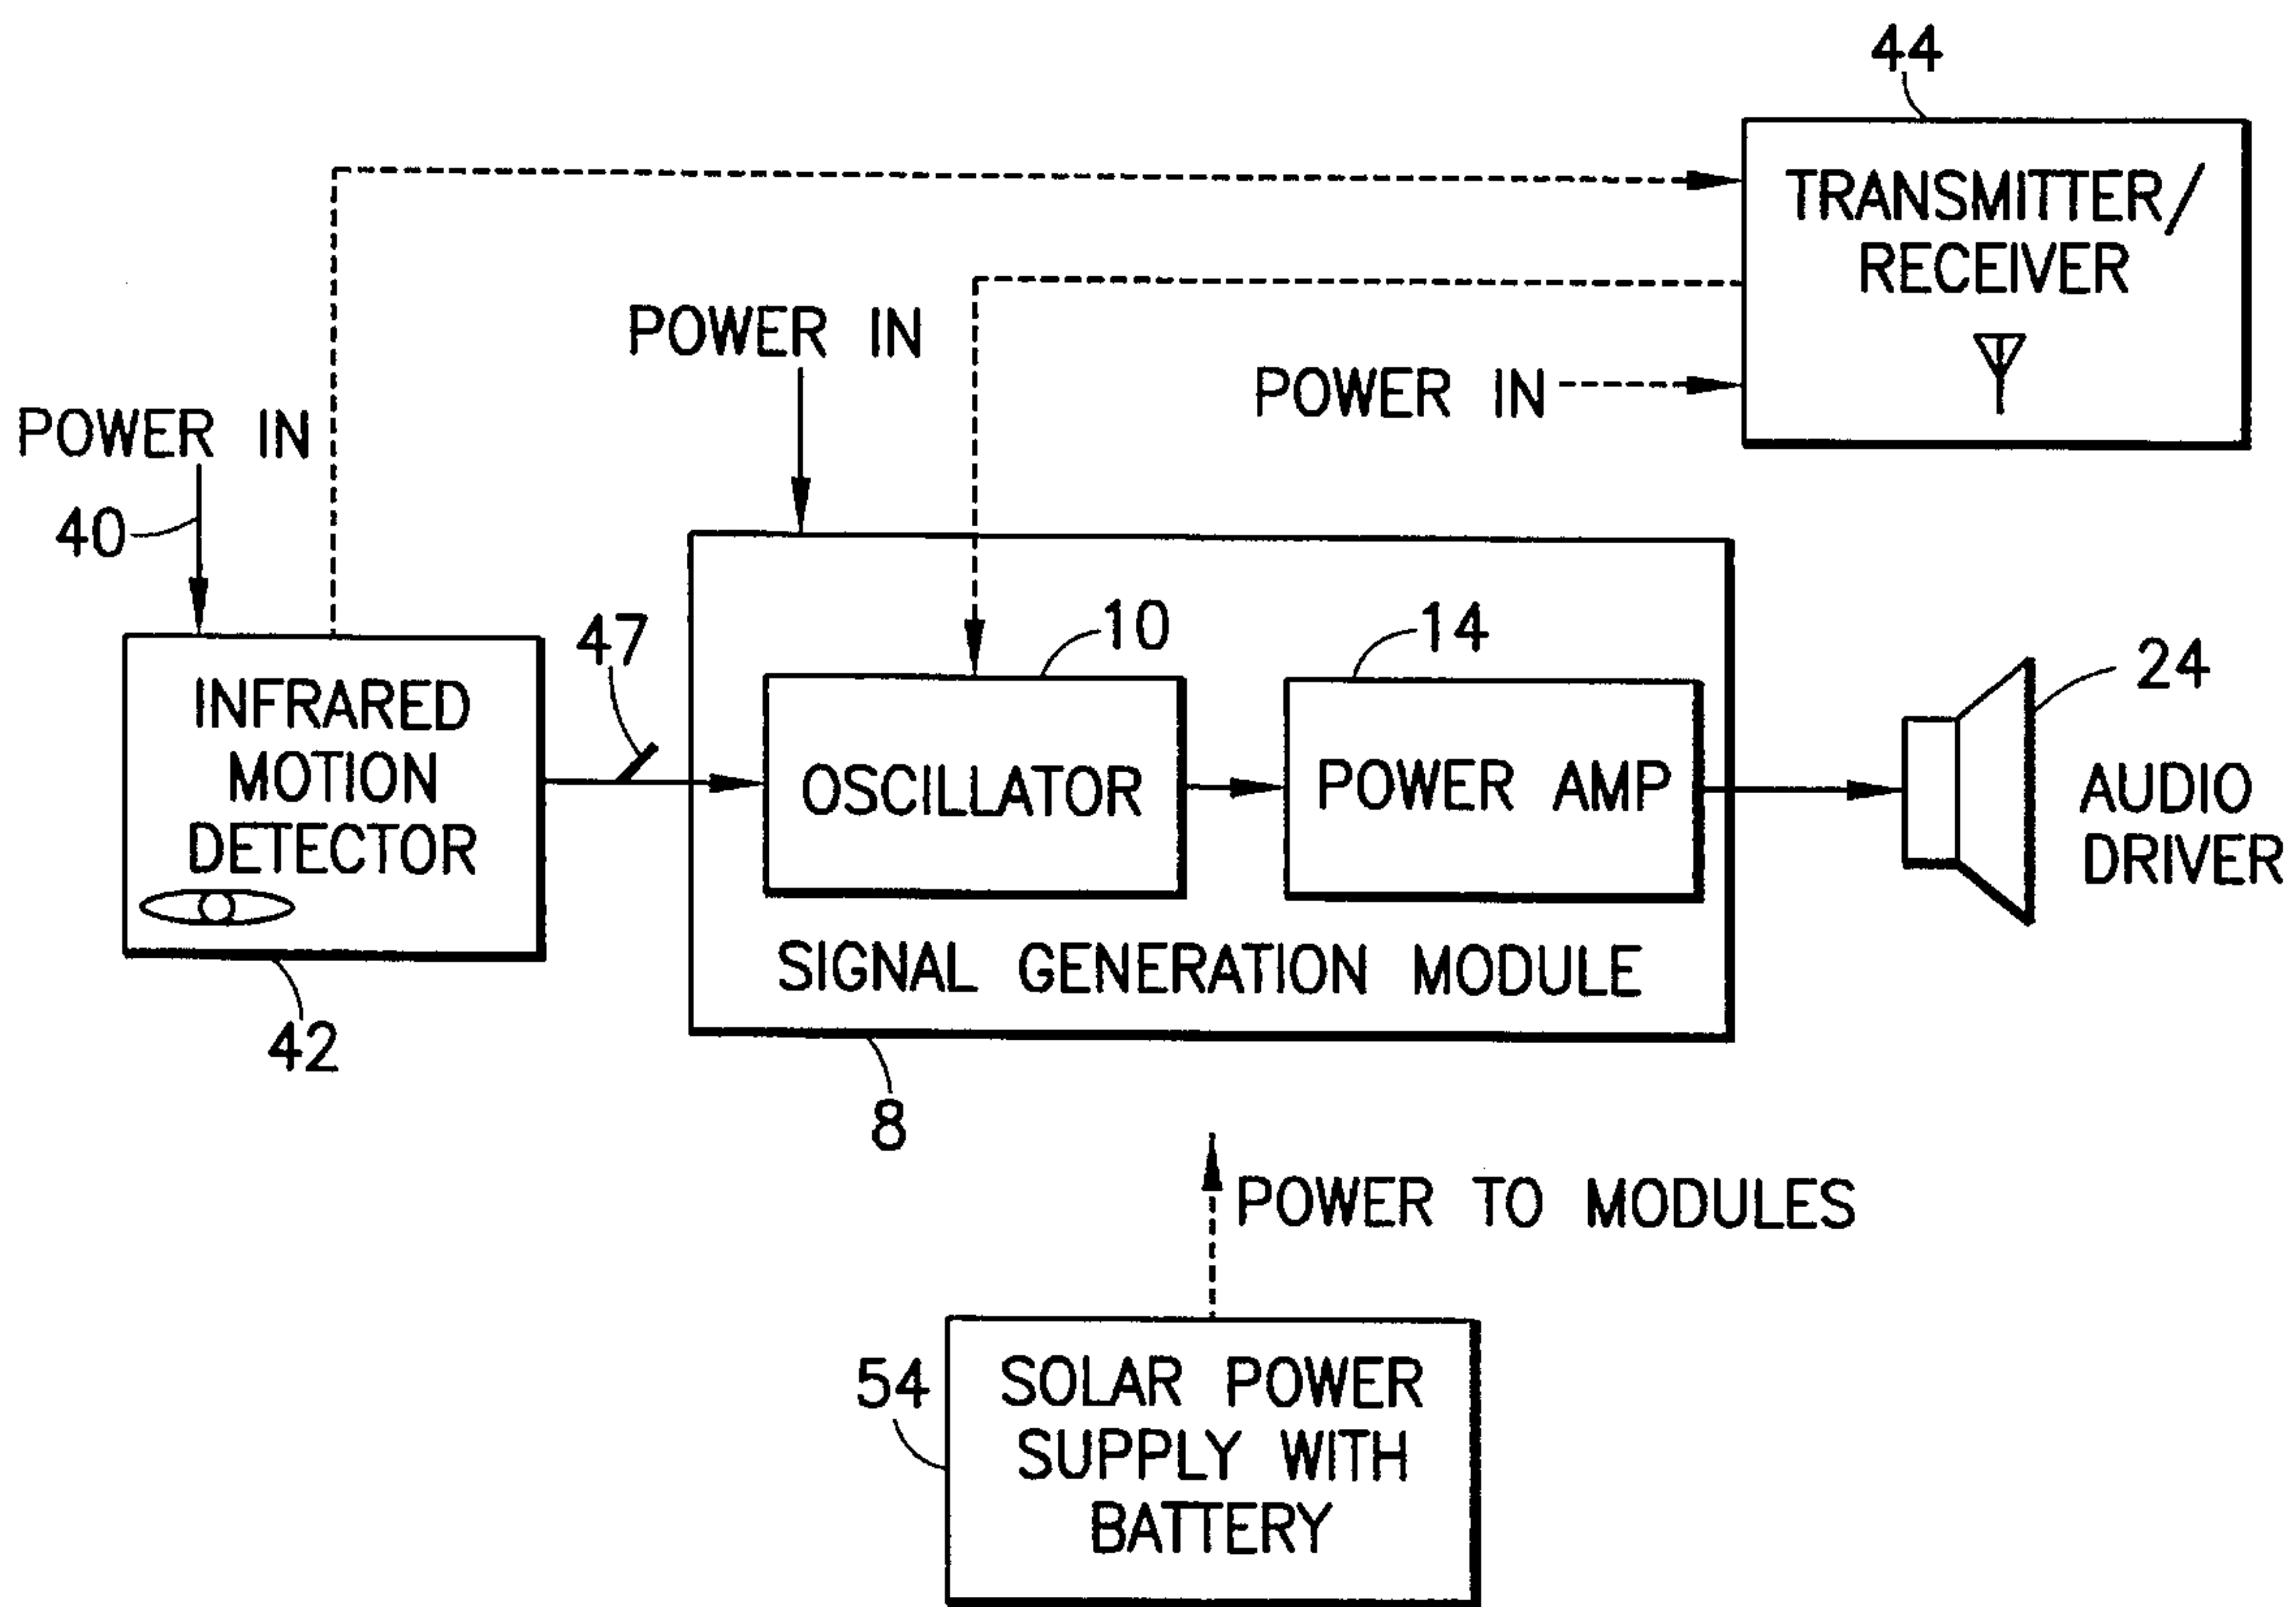 44
TRANSMITTER/
RECEIVER
POWER IN
POWER IN
POWER IN
40
47
10
14
24
INFRARED
MOTION
DETECTOR
OSCILLATOR
POWER AMP
AUDIO
DRIVER
SIGNAL GENERATION MODULE
42
8
POWER TO MODULES
54
SOLAR POWER
SUPPLY WITH
BATTERY